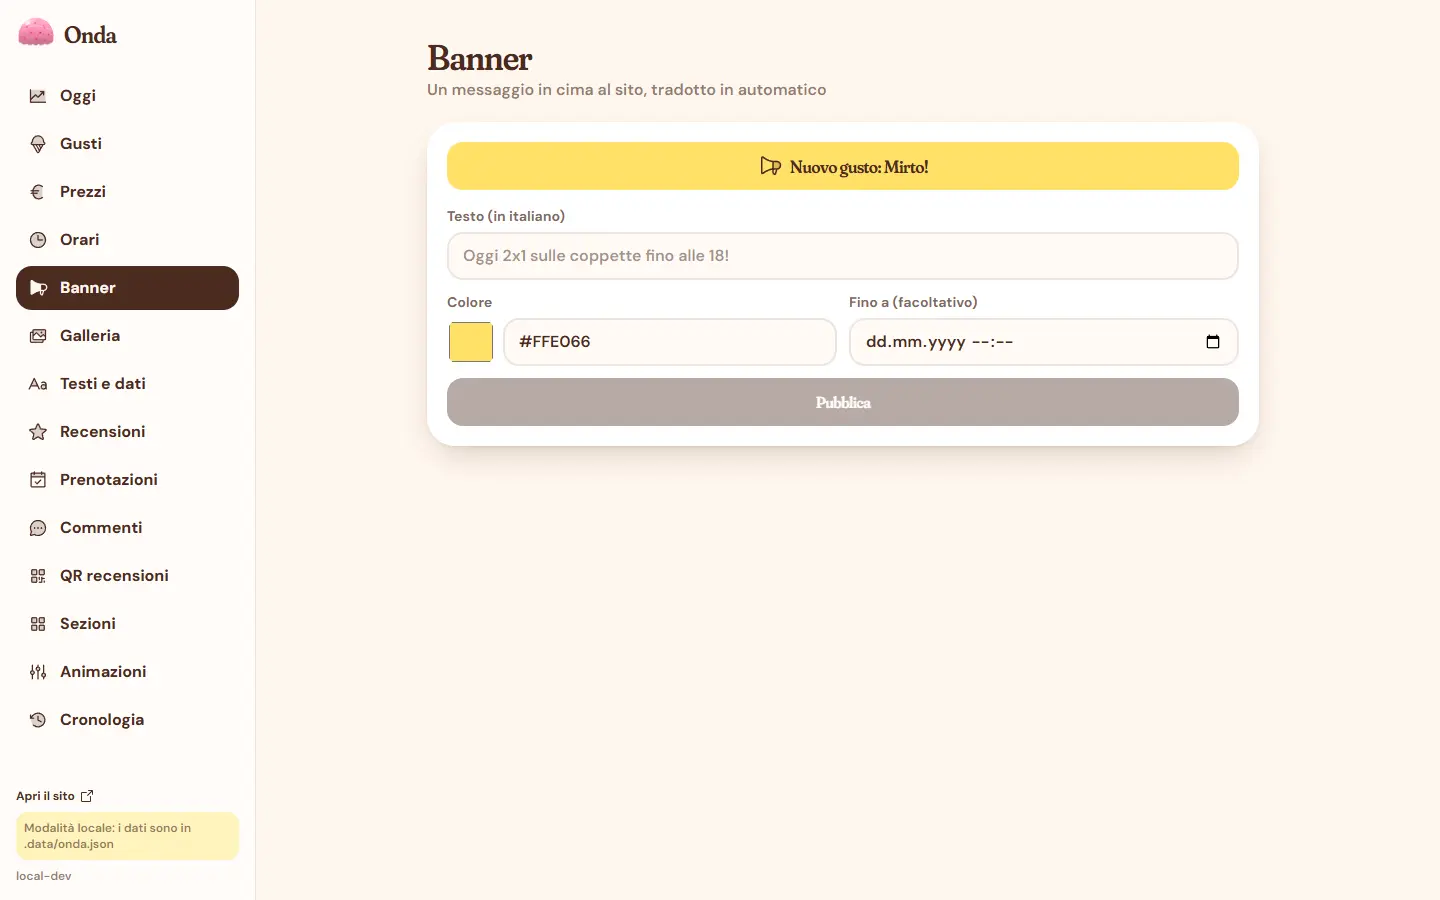 Onda
Oggi
Gusti
Prezzi
Orari
Banner
Galleria
Aa Testi e dati
Recensioni
Prenotazioni
Commenti
QR recensioni
Sezioni
Animazioni
Cronologia
Apri il sito
Modalità locale: i dati sono in
.data/onda.json
local-dev
Banner
Un messaggio in cima al sito, tradotto in automatico
Nuovo gusto: Mirto!
Testo (in italiano)
Oggi 2x1 sulle coppette fino alle 18!
Colore
#FFE066
Fino a (facoltativo)
dd.mm.yyyy --:--
Pubblica